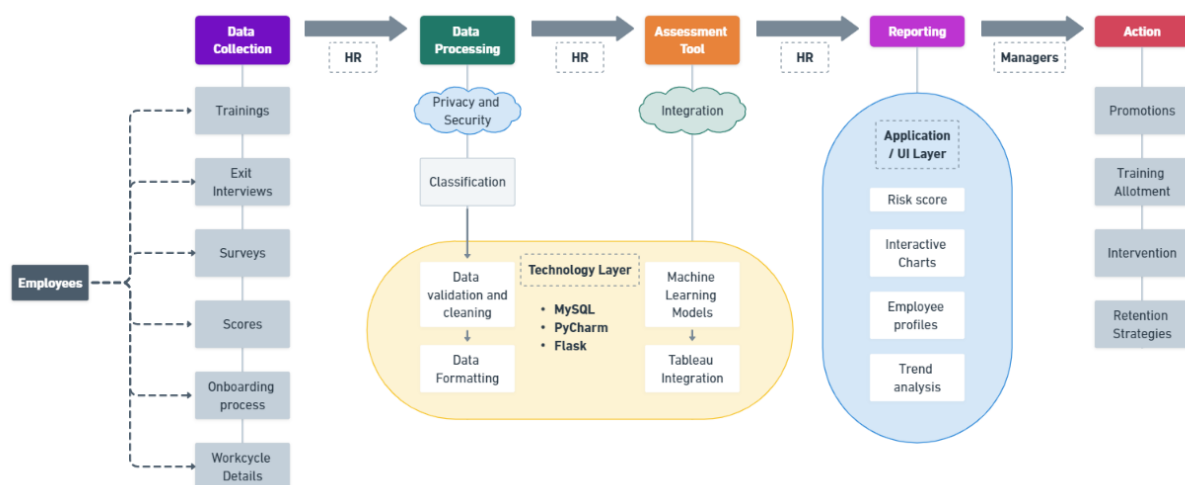 Data
Collection
HR
Data
Processing
HR
Assessment
Tool
HR
Reporting
Managers
Action
Employees
Trainings
Exit
Interviews
Surveys
Scores
Onboarding
process
Workcycle
Details
Privacy and
Security
Classification
Data
validation and
cleaning
Data
Formatting
Technology Layer
• MySQL
• PyCharm
• Flask
Integration
Machine
Learning
Models
Tableau
Integration
Application
/ UI Layer
Risk score
Interactive
Charts
Employee
profiles
Trend
analysis
Promotions
Training
Allotment
Intervention
Retention
Strategies